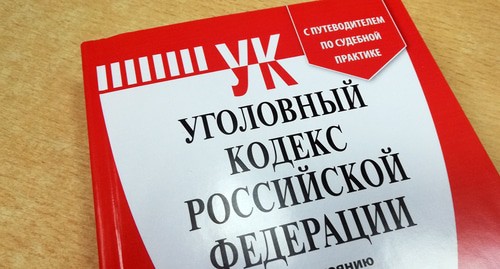 УК
С ПУТЕВОДИТЕЛЕМ
ПО СУДЕБНОЙ
ПРАКТИКЕ
УГОЛОВНЫЙ
КОДЕКС
РОССИЙСКОЙ
ФЕДЕРАЦИИ